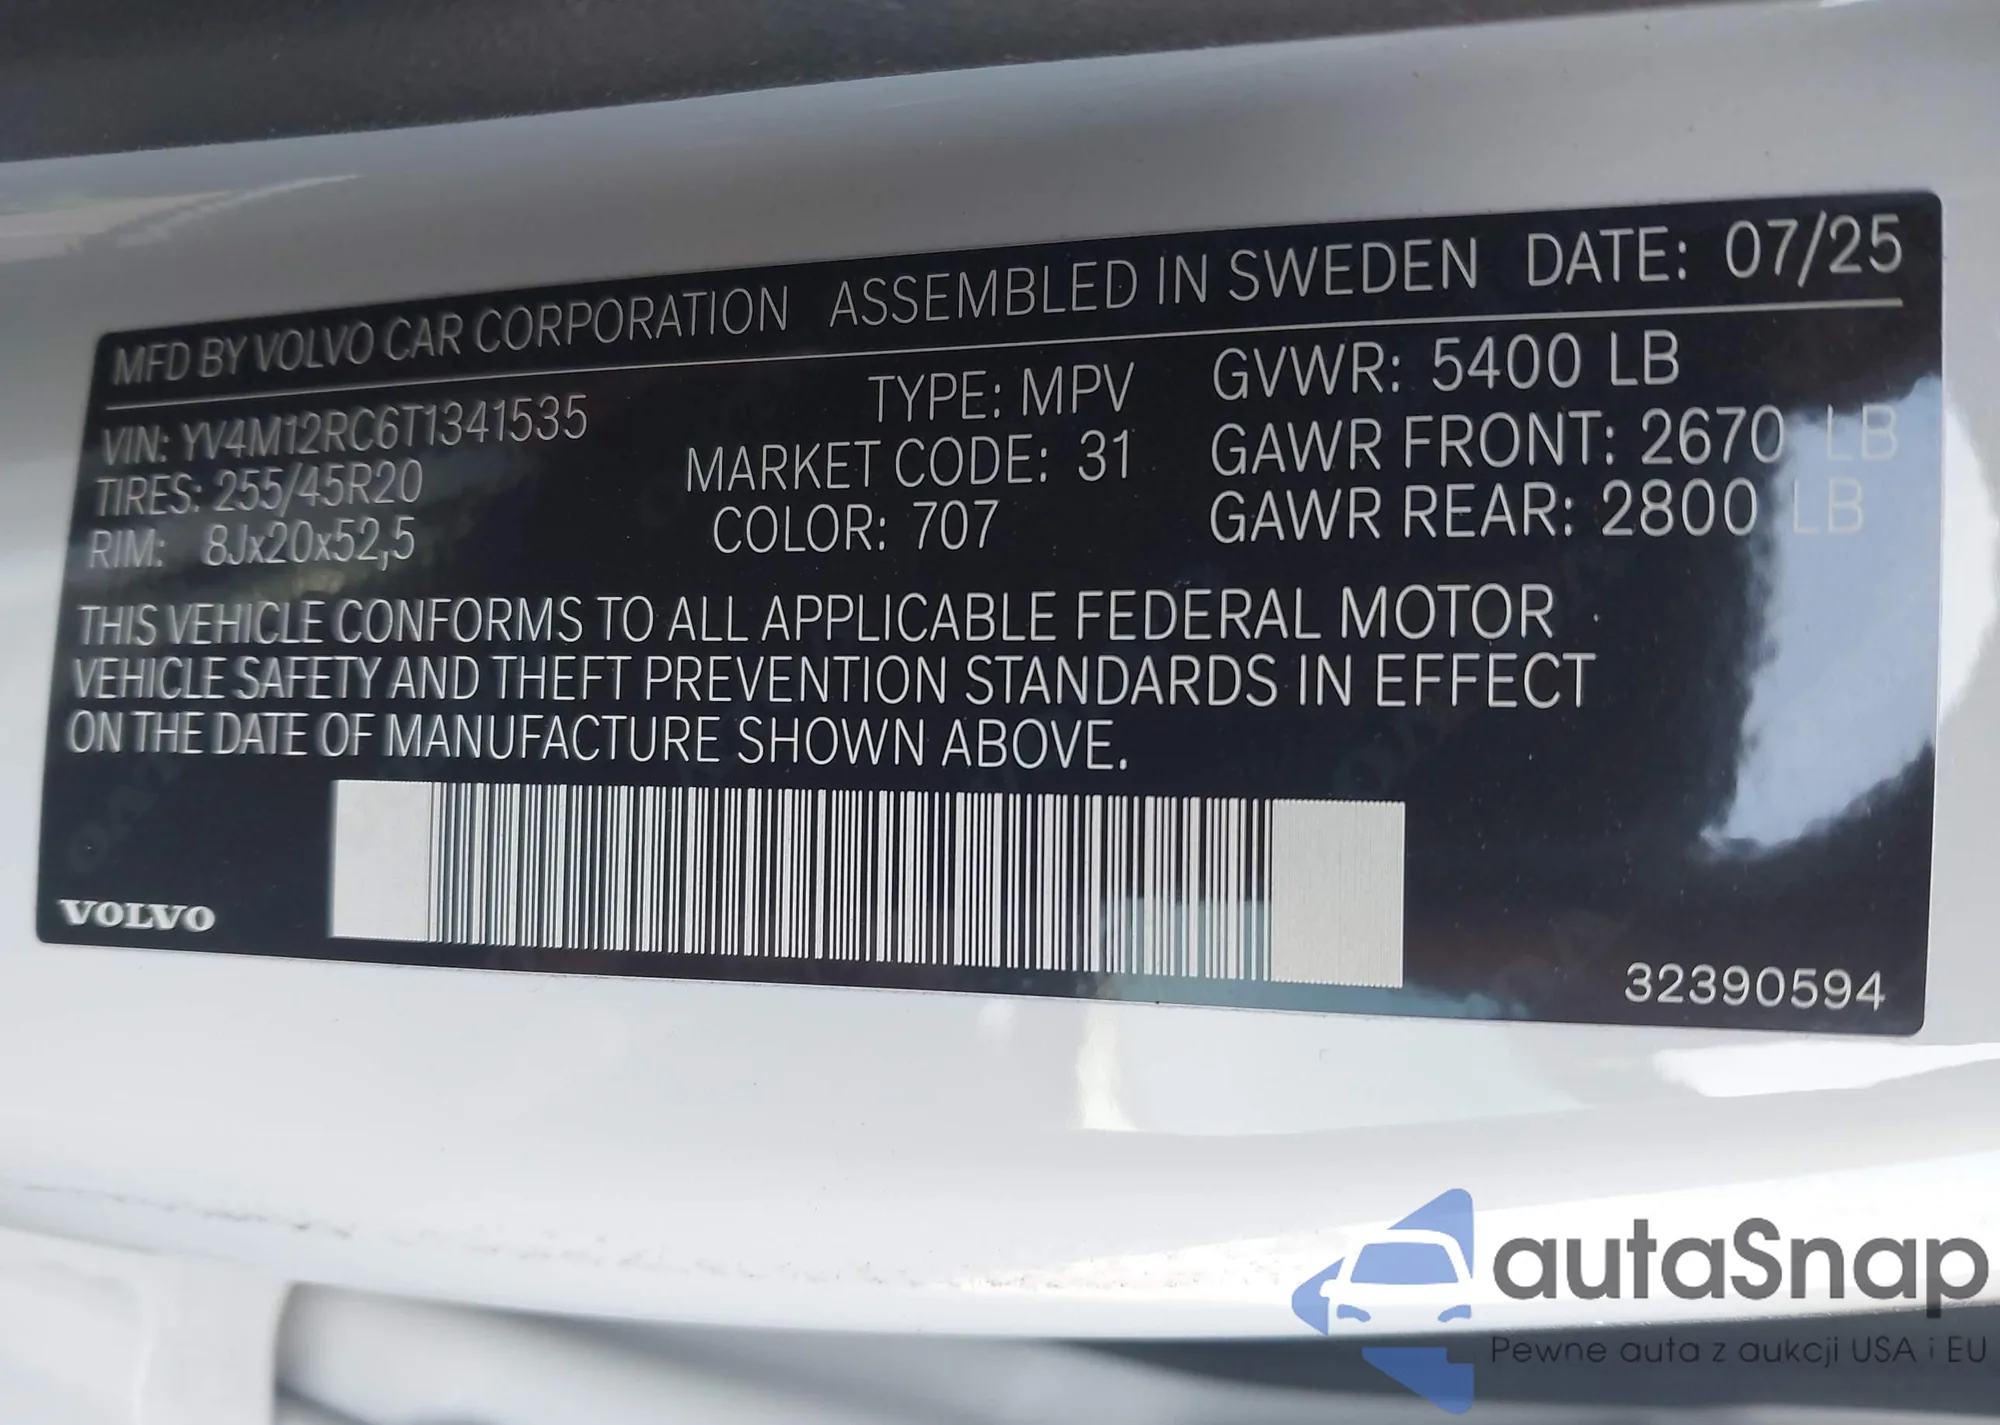 MFD BY VOLVO CAR CORPORATION ASSEMBLED IN SWEDEN DATE: 07/25
VIN: YV4M12RC6T1341535 TYPE: MPV GVWR: 5400 LB
TIRES: 255/45R20 MARKET CODE: 31 GAWR FRONT: 2670 LB
RIM: 8Jx20x52,5 COLOR: 707 GAWR REAR: 2800 LB
THIS VEHICLE CONFORMS TO ALL APPLICABLE FEDERAL MOTOR
VEHICLE SAFETY AND THEFT PREVENTION STANDARDS IN EFFECT
ON THE DATE OF MANUFACTURE SHOWN ABOVE.
VOLVO
32390594
autaSnap
Pewne auta z aukcji USA i EU